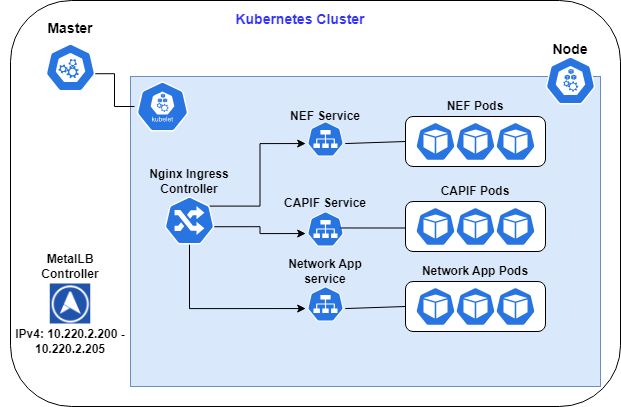 Kubernetes Cluster
Master
Node
kubelet
NEF Service
NEF Pods
Nginx Ingress
Controller
CAPIF Service
CAPIF Pods
MetalLB
Controller
Network App
service
Network App Pods
IPv4: 10.220.2.200 -
10.220.2.205